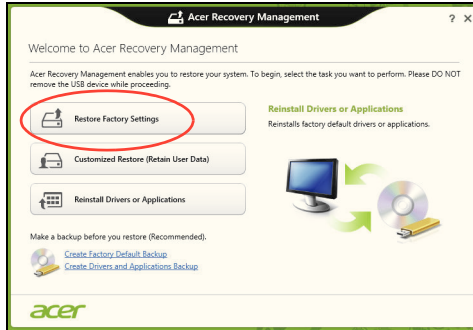 Acer Recovery Management
? X
Welcome to Acer Recovery Management
Acer Recovery Management enables you to restore your system. To begin, select the task you want to perform. Please DO NOT
remove the USB device while proceeding.
Restore Factory Settings
Customized Restore (Retain User Data)
Reinstall Drivers or Applications
Reinstall Drivers or Applications
Reinstalls factory default drivers or applications.
Make a backup before you restore (Recommended).
Create Factory Default Backup
Create Drivers and Applications Backup
acer